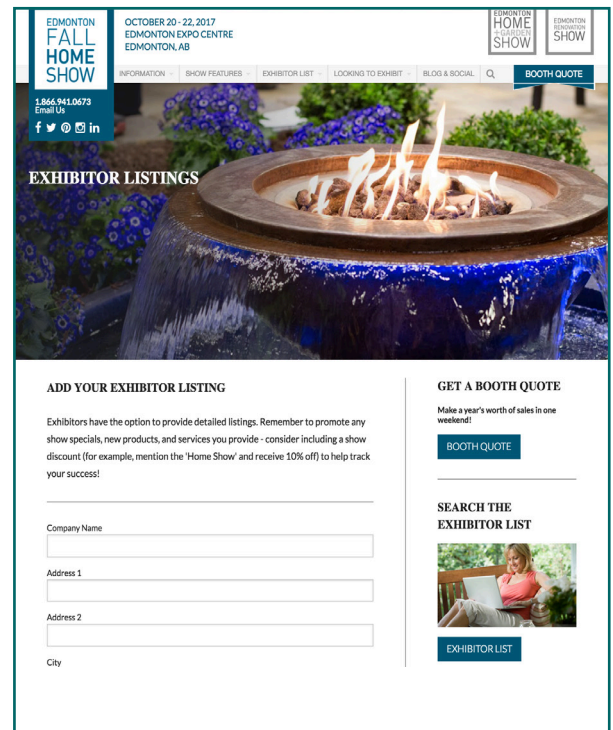 EDMONTON
FALL
HOME
SHOW
1.866.941.0673
Email Us
OCTOBER 20 - 22, 2017
EDMONTON EXPO CENTRE
EDMONTON, AB
EDMONTON
HOME
+GARDEN
SHOW
EDMONTON
RENOVATION
SHOW
INFORMATION
SHOW FEATURES
EXHIBITOR LIST
LOOKING TO EXHIBIT
BLOG & SOCIAL
BOOTH QUOTE
EXHIBITOR LISTINGS
ADD YOUR EXHIBITOR LISTING
Exhibitors have the option to provide detailed listings. Remember to promote any
show specials, new products, and services you provide - consider including a show
discount (for example, mention the 'Home Show' and receive 10% off) to help track
your success!
Company Name
Address 1
Address 2
City
GET A BOOTH QUOTE
Make a year's worth of sales in one
weekend!
BOOTH QUOTE
SEARCH THE
EXHIBITOR LIST
EXHIBITOR LIST